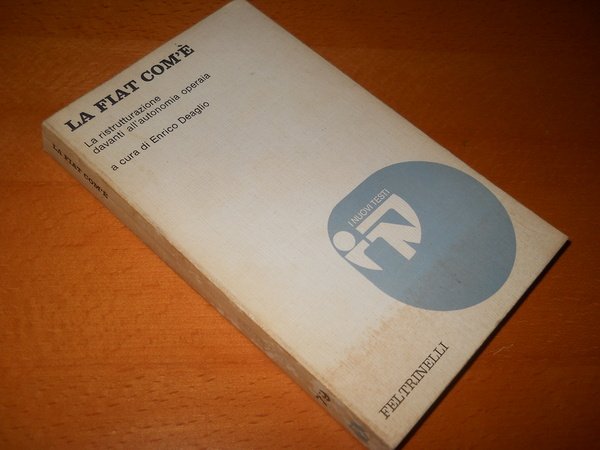 LA FIAT COM'È
La ristrutturazione
davanti all'autonomia operaia
a cura di Enrico Deaglio
I NUOVI TESTI
FELTRINELLI
LA FIAT COM'È